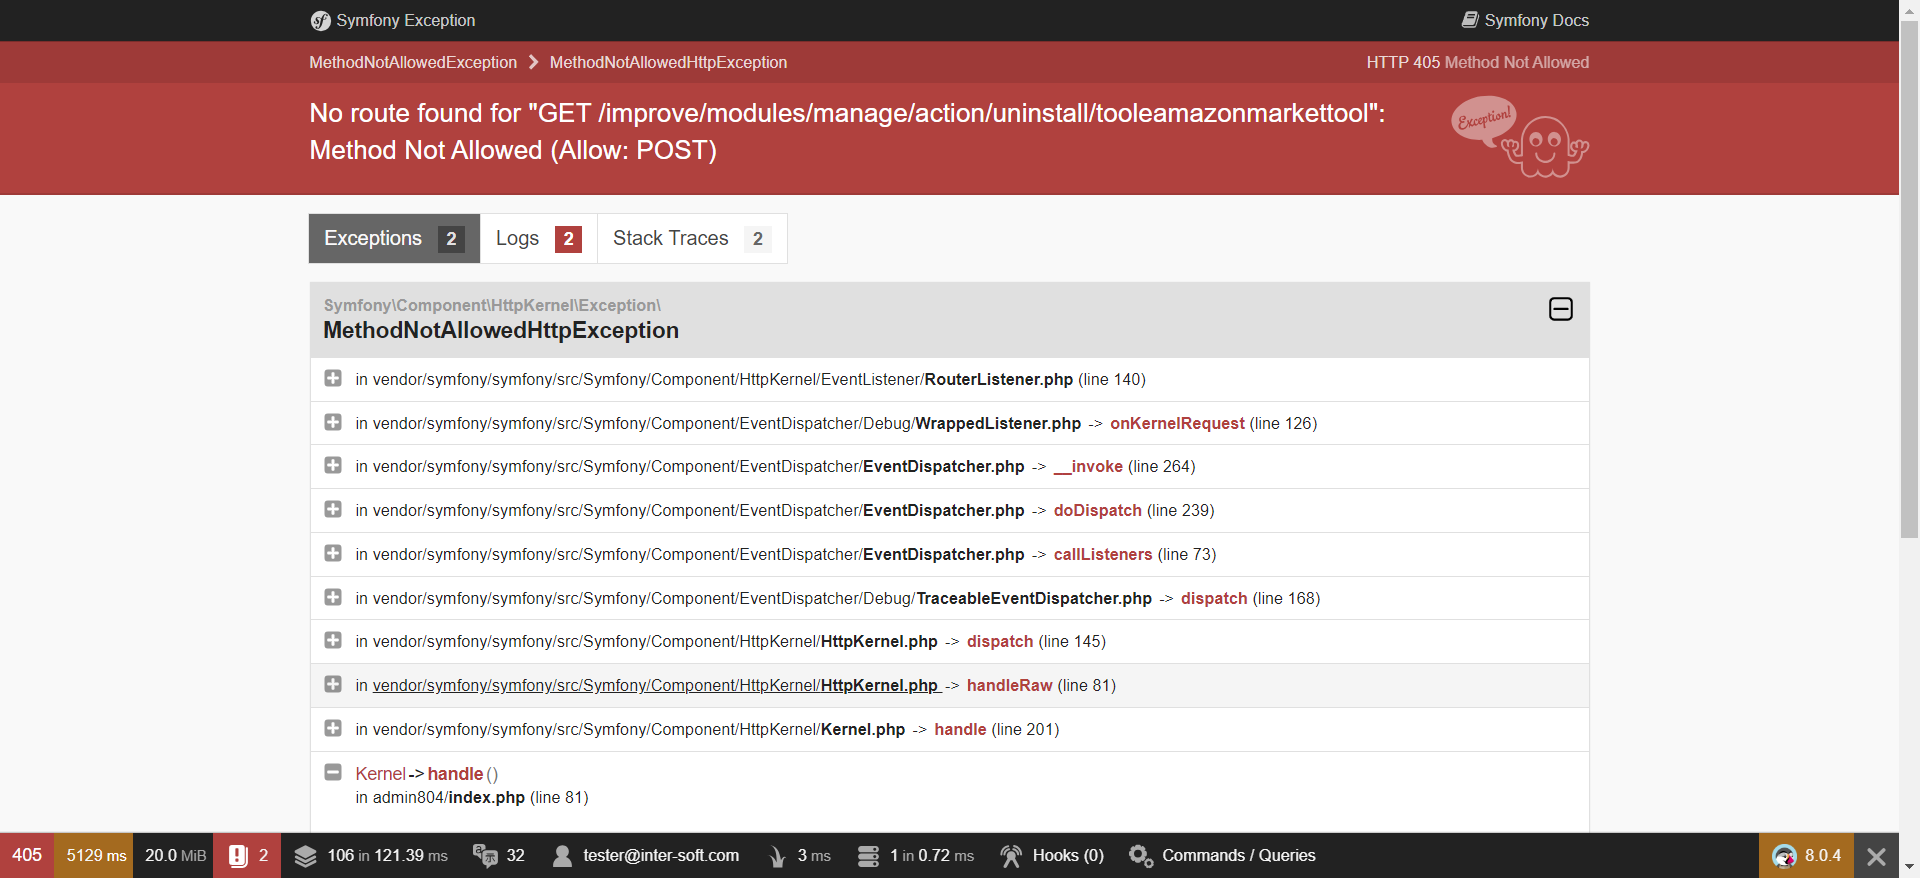 Symfony Exception
Symfony Docs
MethodNotAllowedException
MethodNotAllowedHttpException
HTTP 405 Method Not Allowed
No route found for "GET /improve/modules/manage/action/uninstall/tooleamazonmarkettool":
Method Not Allowed (Allow: POST)
Exception!
Exceptions 2
Logs 2
Stack Traces 2
Symfony\Component\HttpKernel\Exception\
MethodNotAllowedHttpException
in vendor/symfony/symfony/src/Symfony/Component/HttpKernel/EventListener/RouterListener.php (line 140)
in vendor/symfony/symfony/src/Symfony/Component/EventDispatcher/Debug/WrappedListener.php -> onKernelRequest (line 126)
in vendor/symfony/symfony/src/Symfony/Component/EventDispatcher/EventDispatcher.php -> __invoke (line 264)
in vendor/symfony/symfony/src/Symfony/Component/EventDispatcher/EventDispatcher.php -> doDispatch (line 239)
in vendor/symfony/symfony/src/Symfony/Component/EventDispatcher/EventDispatcher.php -> callListeners (line 73)
in vendor/symfony/symfony/src/Symfony/Component/EventDispatcher/Debug/TraceableEventDispatcher.php -> dispatch (line 168)
in vendor/symfony/symfony/src/Symfony/Component/HttpKernel/HttpKernel.php -> dispatch (line 145)
in vendor/symfony/symfony/src/Symfony/Component/HttpKernel/HttpKernel.php -> handleRaw (line 81)
in vendor/symfony/symfony/src/Symfony/Component/HttpKernel/Kernel.php -> handle (line 201)
Kernel->handle()
in admin804/index.php (line 81)
405
5129 ms
20.0 MiB
2
106 in 121.39 ms
32
tester@inter-soft.com
3 ms
1 in 0.72 ms
Hooks (0)
Commands / Queries
8.0.4